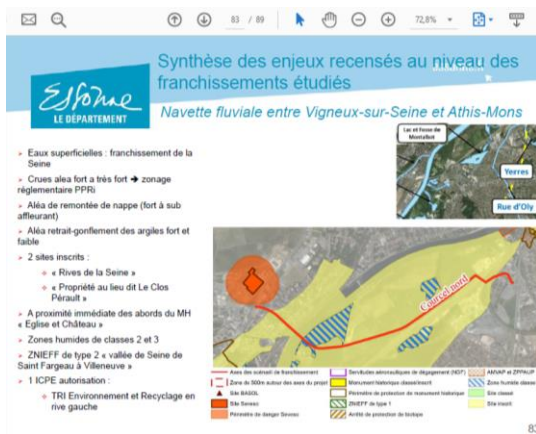 83 / 89
72,8%
Synthèse des enjeux recensés au niveau des
franchissements étudiés
Essonne
LE DÉPARTEMENT
Navette fluviale entre Vigneux-sur-Seine et Athis-Mons
Lac et Fosse de
Montalbot
Yerres
Rue d'Oly
➢ Eaux superficielles : franchissement de la
Seine
➢ Crues alea fort a très fort ➔ zonage
réglementaire PPRi
➢ Aléa de remontée de nappe (fort à sub
affleurant)
➢ Aléa retrait-gonflement des argiles fort et
faible
➢ 2 sites inscrits :
« Rives de la Seine »
« Propriété au lieu dit Le Clos
Pérault »
➢ A proximité immédiate des abords du MH
« Eglise et Château »
➢ Zones humides de classes 2 et 3
➢ ZNIEFF de type 2 « vallée de Seine de
Saint Fargeau à Villeneuve »
➢ 1 ICPE autorisation :
TRI Environnement et Recyclage en
rive gauche
Courcel nord
Axes des scénarii de franchissement
Zone de 500m autour des axes du projet
Site BASOL
Site Seveso
Périmètre de danger Seveso
Servitudes aéronautiques de dégagement (NGF)
Monument historique classé/inscrit
Périmètre de protection de monument historique
ZNIEFF de type 1
Arrêté de protection de biotope
AMVAP et ZPPAUP
Zone humide classe
Site classé
Site inscrit
83